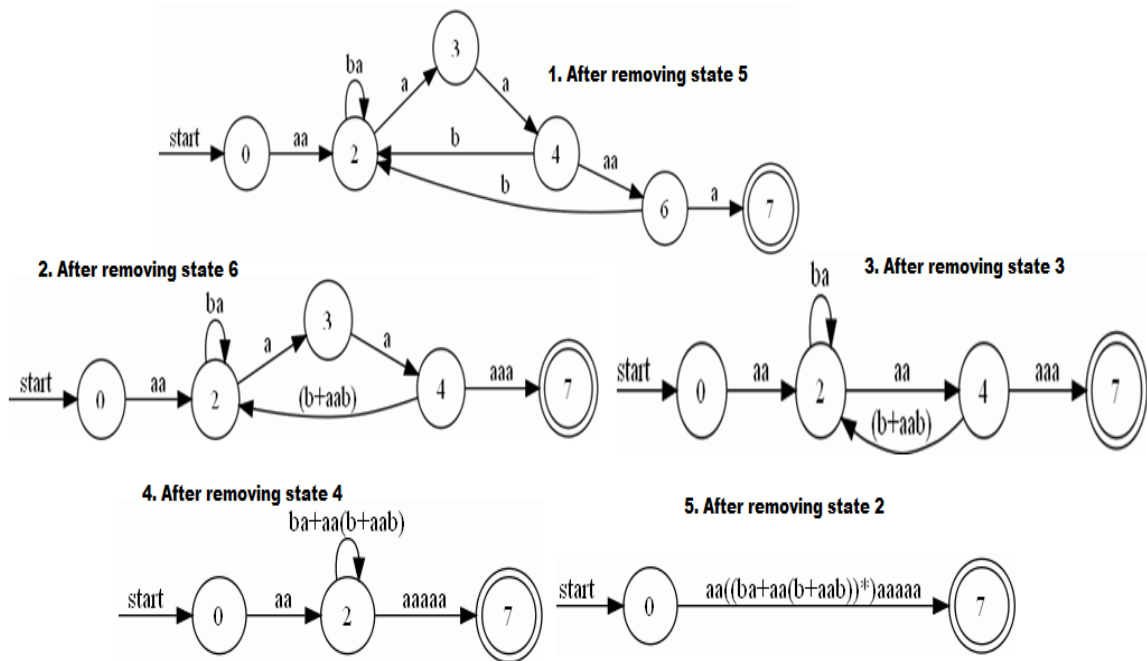 1. After removing state 5
3
ba
a
a
start
0
aa
2
b
4
aa
b
6
a
7
2. After removing state 6
ba
3
a
a
start
0
aa
2
(b+aab)
4
aaa
7
3. After removing state 3
ba
start
0
aa
2
aa
4
aaa
7
(b+aab)
4. After removing state 4
ba+aa(b+aab)
start
0
aa
2
aaaaa
7
5. After removing state 2
start
0
aa((ba+aa(b+aab))*)aaaaa
7